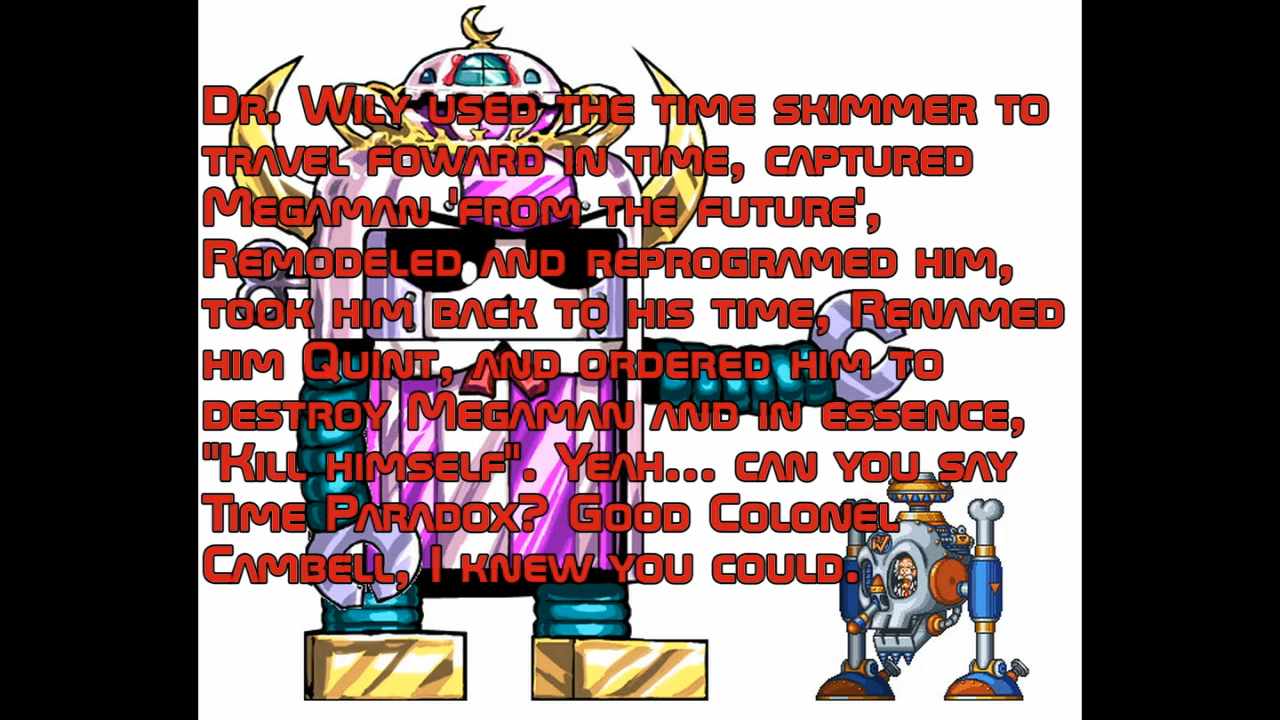 Dr. Wily used the time skimmer to
travel foward in time, captured
Megaman 'from the future',
Remodeled and reprogramed him,
took him back to his time, Renamed
him Quint, and ordered him to
destroy Megaman and in essence,
"Kill himself". Yeah... can you say
Time Paradox? Good Colonel
Cambell, I knew you could.
W